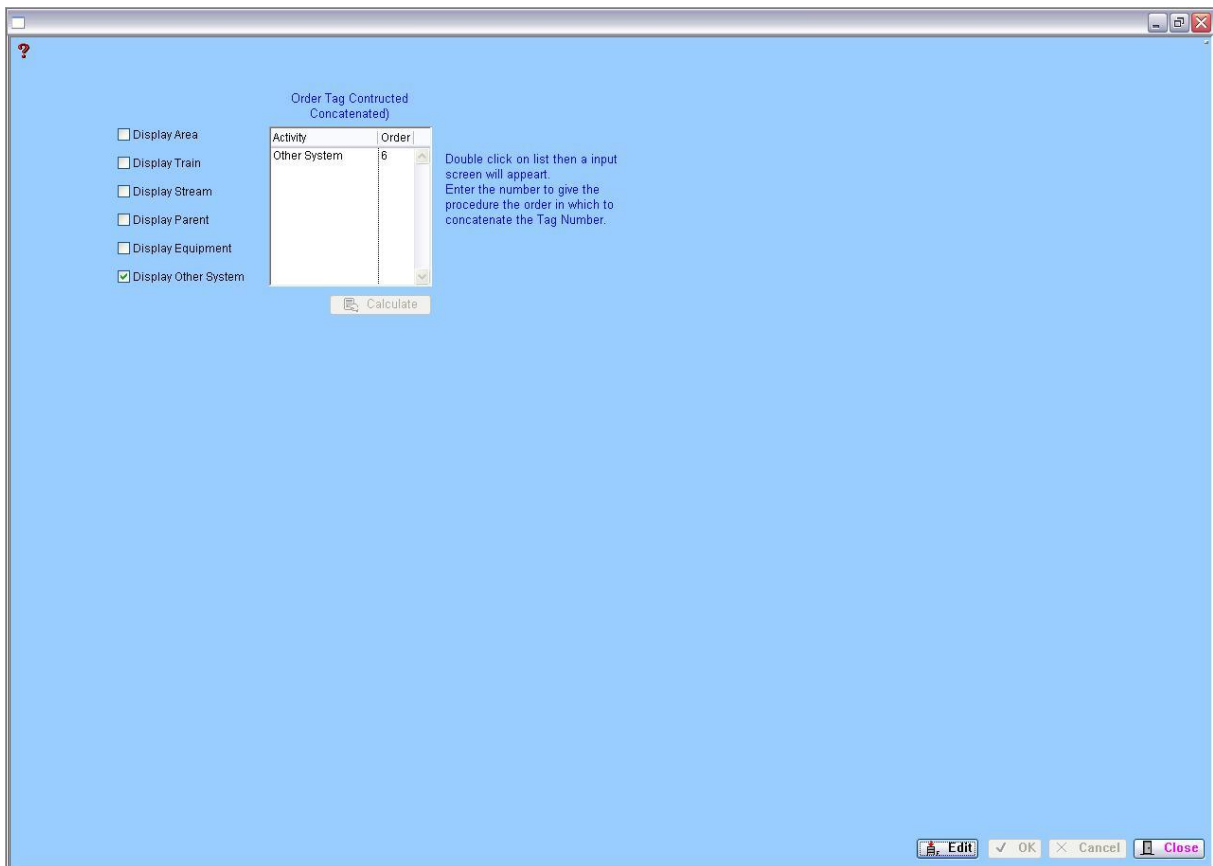 ?
Order Tag Contructed
Concatenated)
Display Area
Display Train
Display Stream
Display Parent
Display Equipment
Display Other System
Activity Order
Other System 6
Double click on list then a input
screen will appeart.
Enter the number to give the
procedure the order in which to
concatenate the Tag Number.
Calculate
Edit OK Cancel Close